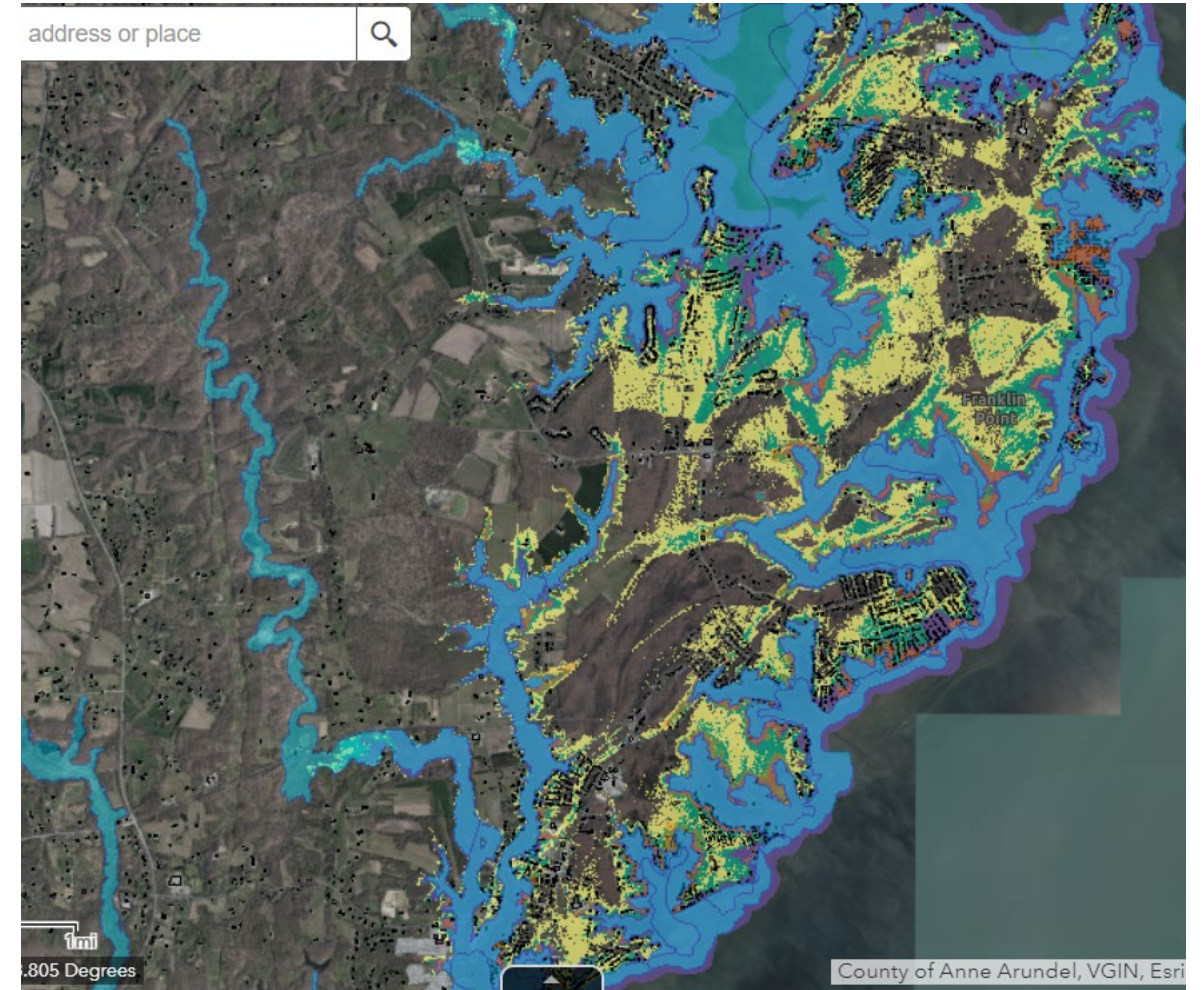 address or place
Franklin
Point
1mi
.805 Degrees
County of Anne Arundel, VGIN, Esri